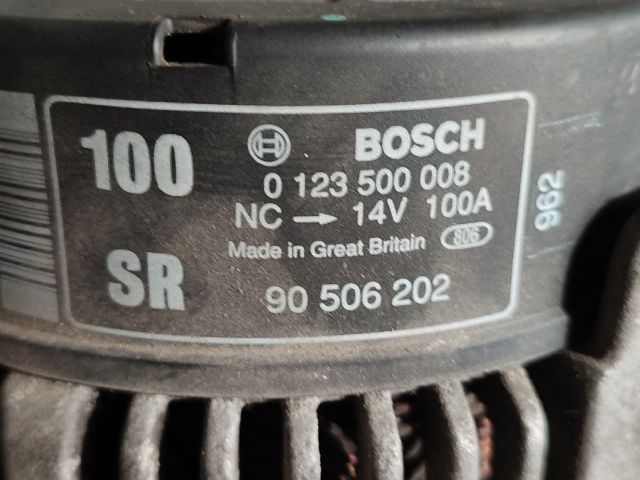 100
BOSCH
0 123 500 008
NC → 14V 100A
Made in Great Britain 806
SR
90 506 202
962